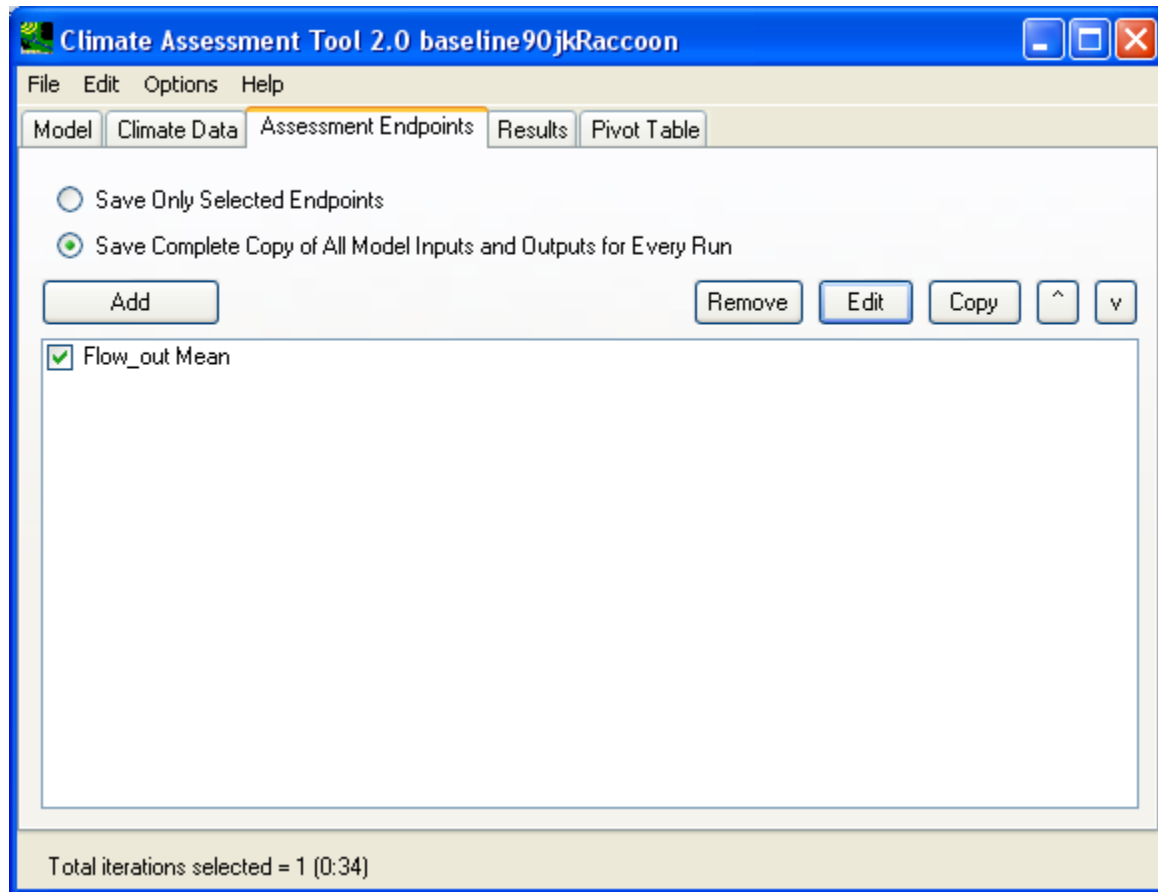 Climate Assessment Tool 2.0 baseline90jkRaccoon
File Edit Options Help
Model Climate Data Assessment Endpoints Results Pivot Table
Save Only Selected Endpoints
Save Complete Copy of All Model Inputs and Outputs for Every Run
Add Remove Edit Copy ^ v
Flow_out Mean
Total iterations selected = 1 (0:34)